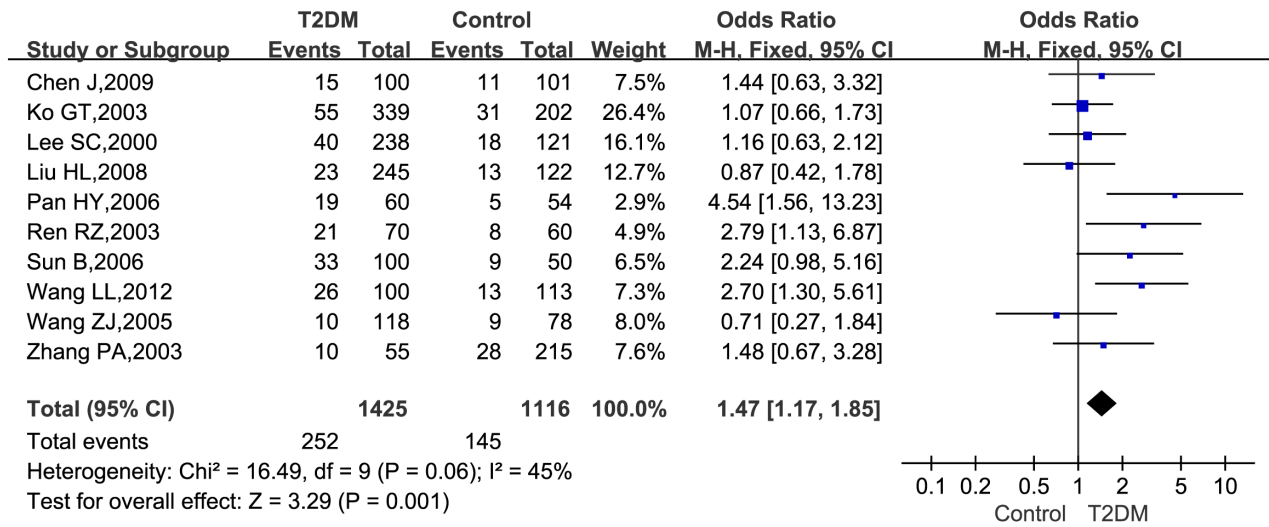 T2DM Control Odds Ratio Odds Ratio
Study or Subgroup Events Total Events Total Weight M-H, Fixed, 95% CI M-H, Fixed, 95% CI
Chen J,2009 15 100 11 101 7.5% 1.44 [0.63, 3.32]
Ko GT,2003 55 339 31 202 26.4% 1.07 [0.66, 1.73]
Lee SC,2000 40 238 18 121 16.1% 1.16 [0.63, 2.12]
Liu HL,2008 23 245 13 122 12.7% 0.87 [0.42, 1.78]
Pan HY,2006 19 60 5 54 2.9% 4.54 [1.56, 13.23]
Ren RZ,2003 21 70 8 60 4.9% 2.79 [1.13, 6.87]
Sun B,2006 33 100 9 50 6.5% 2.24 [0.98, 5.16]
Wang LL,2012 26 100 13 113 7.3% 2.70 [1.30, 5.61]
Wang ZJ,2005 10 118 9 78 8.0% 0.71 [0.27, 1.84]
Zhang PA,2003 10 55 28 215 7.6% 1.48 [0.67, 3.28]
Total (95% CI) 1425 1116 100.0% 1.47 [1.17, 1.85]
Total events 252 145
Heterogeneity: Chi² = 16.49, df = 9 (P = 0.06); I² = 45%
Test for overall effect: Z = 3.29 (P = 0.001)
0.1 0.2 0.5 1 2 5 10
Control T2DM